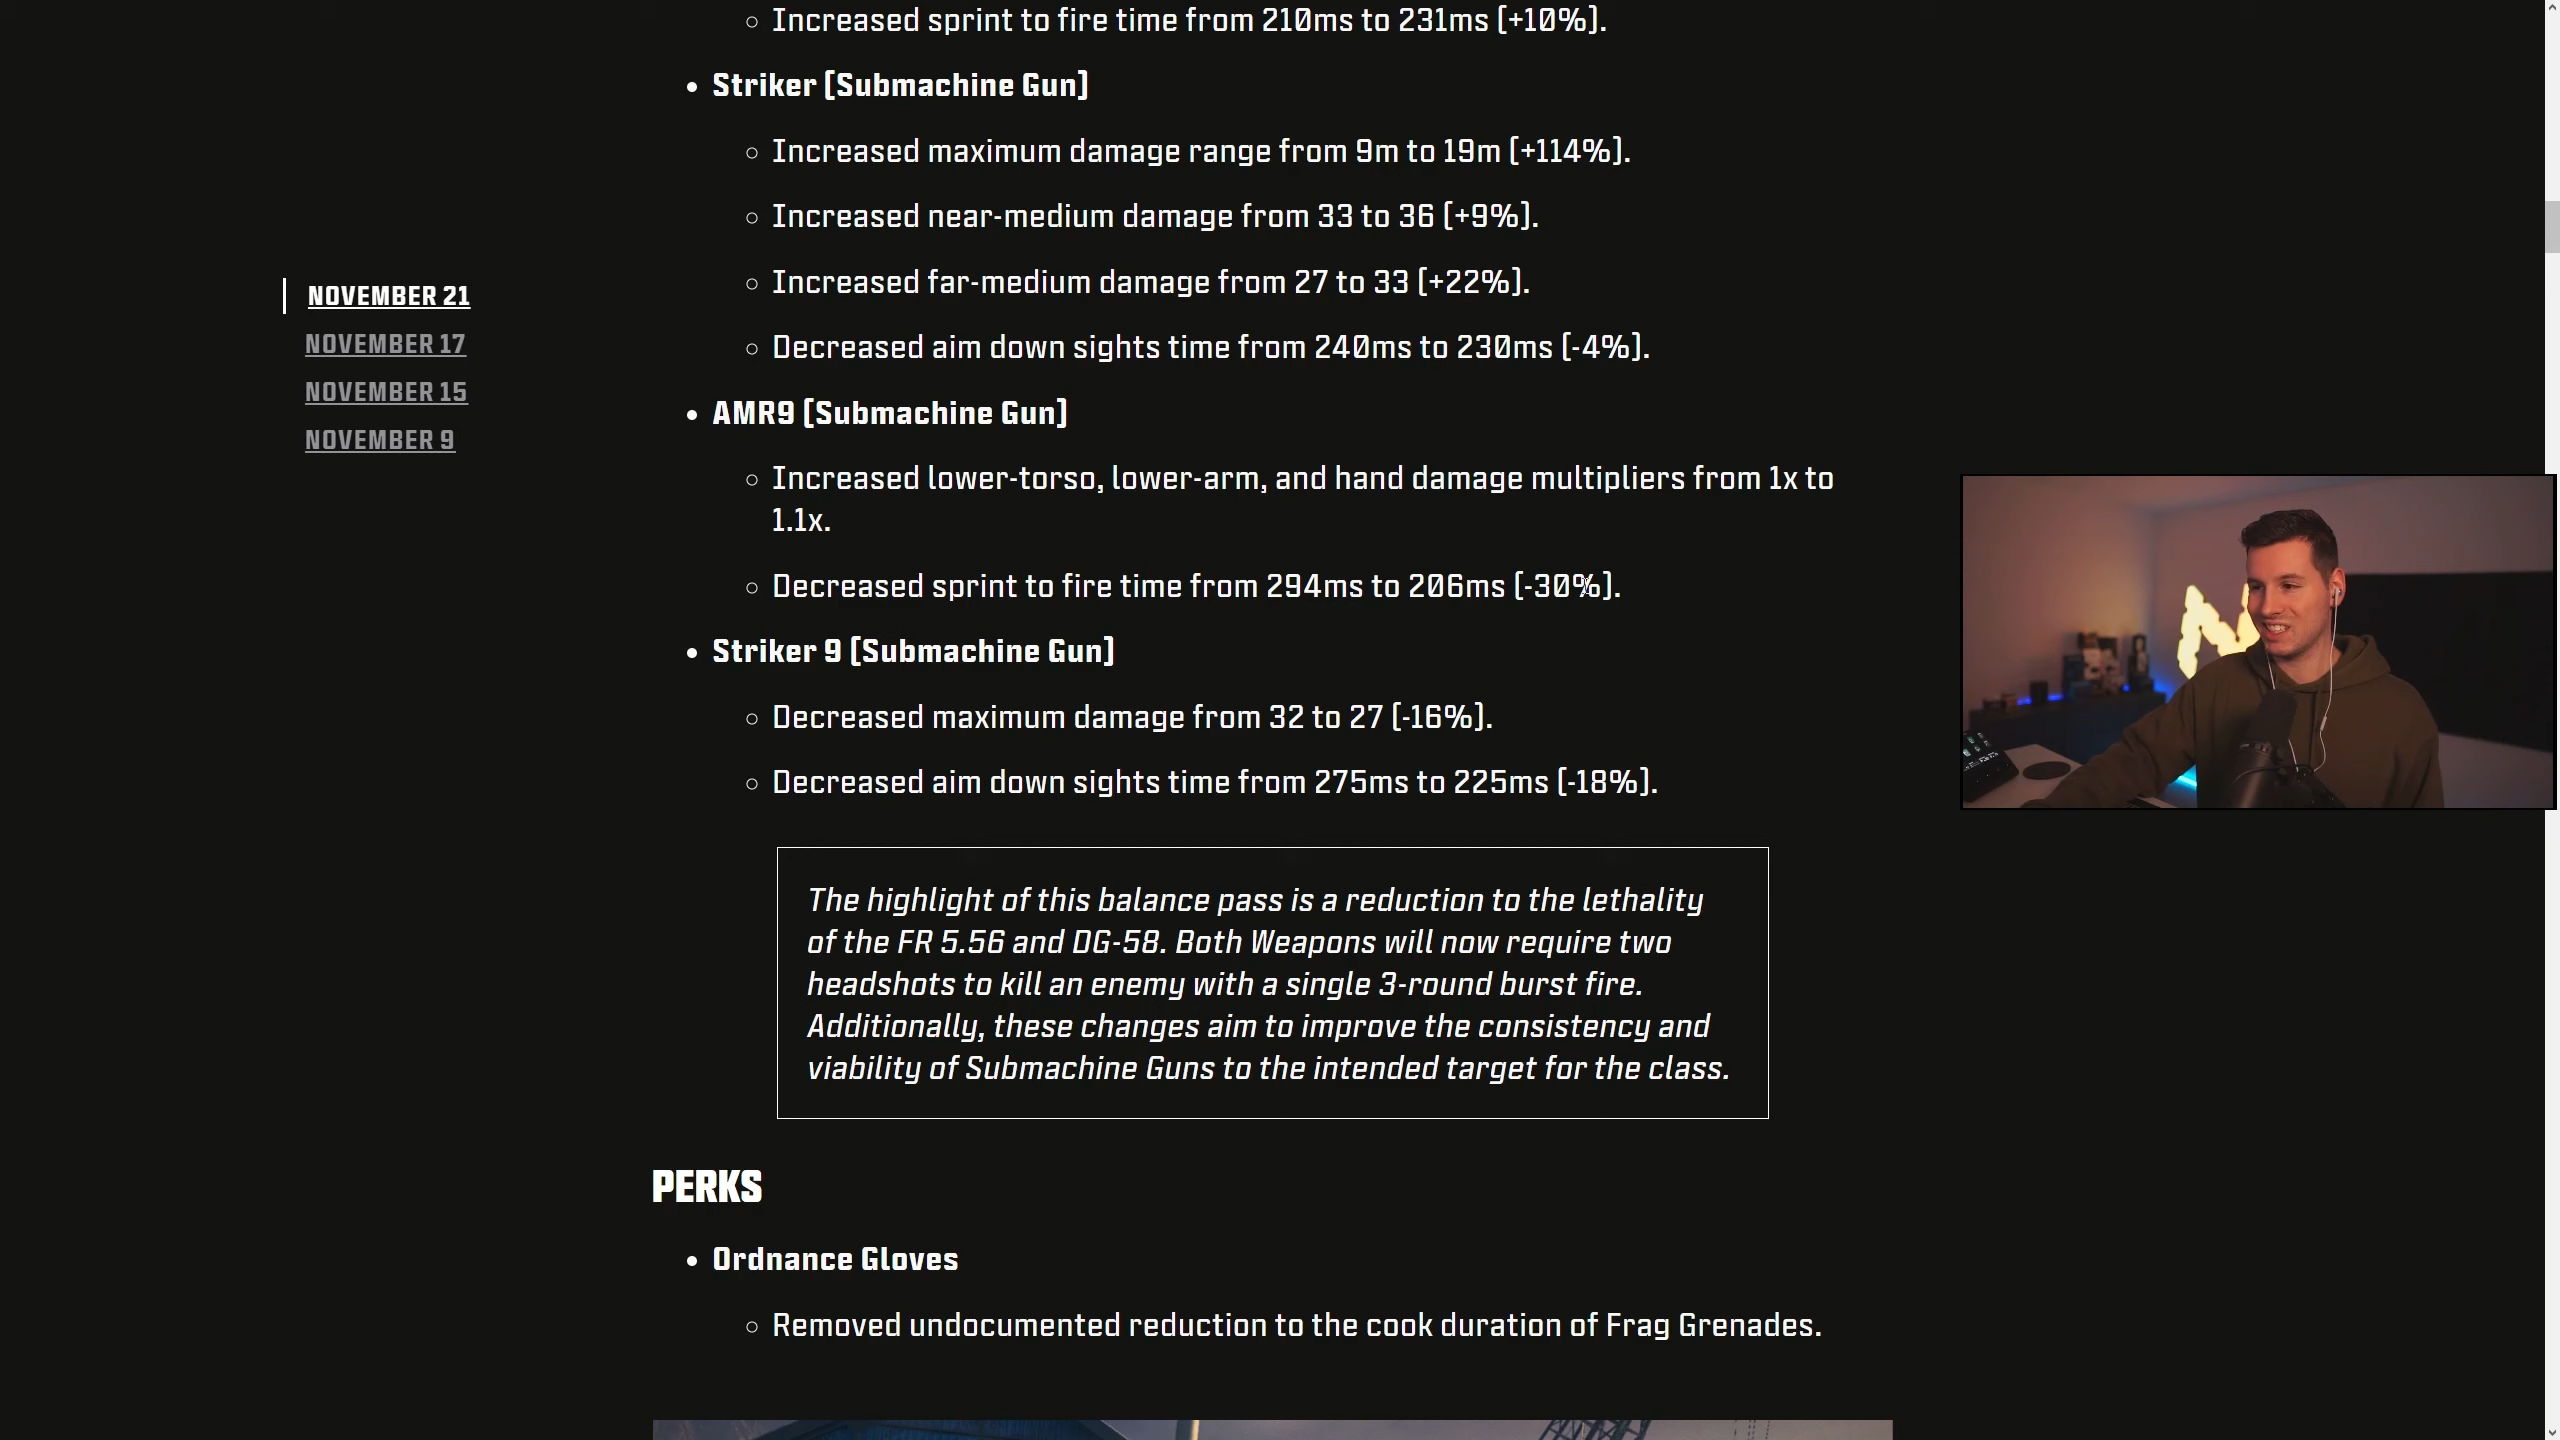 Increased sprint to fire time from 210ms to 231ms [+10%].
Striker [Submachine Gun]
Increased maximum damage range from 9m to 19m [+114%].
Increased near-medium damage from 33 to 36 [+9%].
Increased far-medium damage from 27 to 33 [+22%].
Decreased aim down sights time from 240ms to 230ms [-4%].
NOVEMBER 21
NOVEMBER 17
NOVEMBER 15
NOVEMBER 9
AMR9 [Submachine Gun]
Increased lower-torso, lower-arm, and hand damage multipliers from 1x to
1.1x.
Decreased sprint to fire time from 294ms to 206ms [-30%].
Striker 9 [Submachine Gun]
Decreased maximum damage from 32 to 27 [-16%].
Decreased aim down sights time from 275ms to 225ms [-18%].
The highlight of this balance pass is a reduction to the lethality
of the FR 5.56 and DG-58. Both Weapons will now require two
headshots to kill an enemy with a single 3-round burst fire.
Additionally, these changes aim to improve the consistency and
viability of Submachine Guns to the intended target for the class.
PERKS
Ordnance Gloves
Removed undocumented reduction to the cook duration of Frag Grenades.